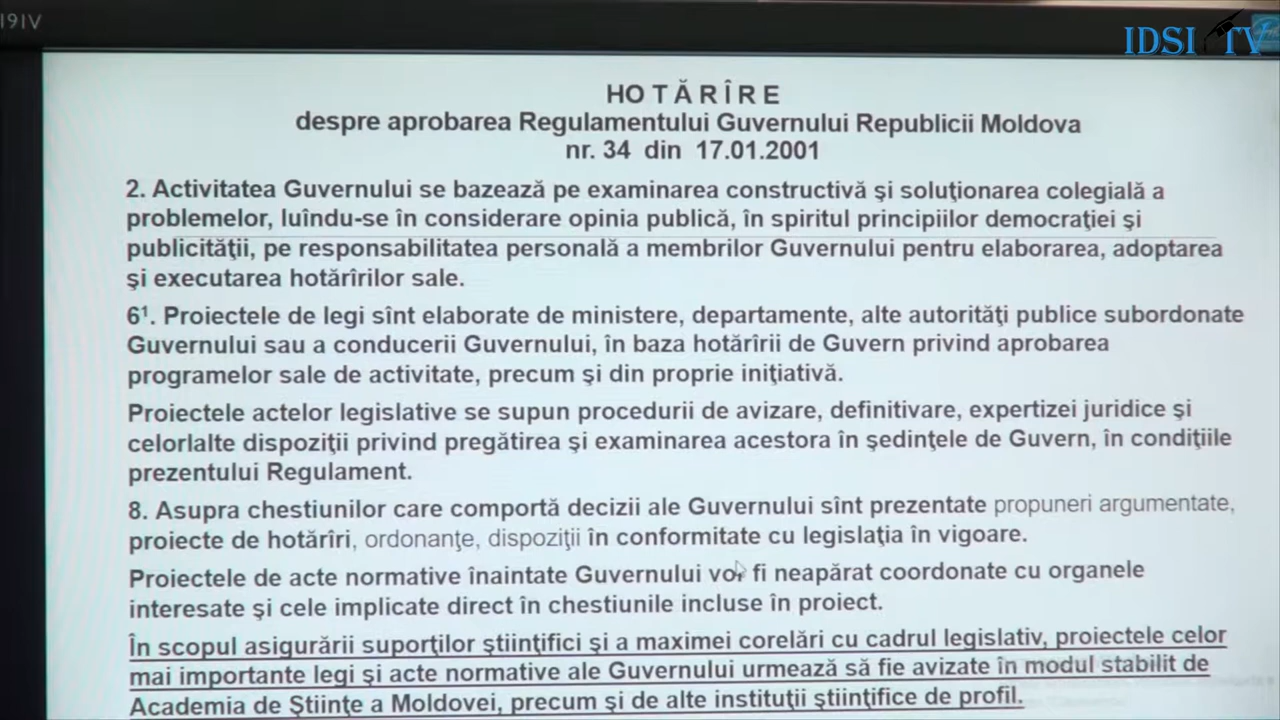 19IV
IDSI TV
HOTĂRÎRE
despre aprobarea Regulamentului Guvernului Republicii Moldova
nr. 34 din 17.01.2001
2. Activitatea Guvernului se bazează pe examinarea constructivă şi soluţionarea colegială a
problemelor, luîndu-se în considerare opinia publică, în spiritul principiilor democraţiei şi
publicităţii, pe responsabilitatea personală a membrilor Guvernului pentru elaborarea, adoptarea
şi executarea hotărîrilor sale.
6¹. Proiectele de legi sînt elaborate de ministere, departamente, alte autorităţi publice subordonate
Guvernului sau a conducerii Guvernului, în baza hotărîrii de Guvern privind aprobarea
programelor sale de activitate, precum şi din proprie iniţiativă.
Proiectele actelor legislative se supun procedurii de avizare, definitivare, expertizei juridice şi
celorlalte dispoziţii privind pregătirea şi examinarea acestora în şedinţele de Guvern, în condiţiile
prezentului Regulament.
8. Asupra chestiunilor care comportă decizii ale Guvernului sînt prezentate propuneri argumentate,
proiecte de hotărîri, ordonanţe, dispoziţii în conformitate cu legislaţia în vigoare.
Proiectele de acte normative înaintate Guvernului vor fi neapărat coordonate cu organele
interesate şi cele implicate direct în chestiunile incluse în proiect.
În scopul asigurării suporţilor ştiinţifici şi a maximei corelări cu cadrul legislativ, proiectele celor
mai importante legi şi acte normative ale Guvernului urmează să fie avizate în modul stabilit de
Academia de Ştiinţe a Moldovei, precum şi de alte instituţii ştiinţifice de profil.